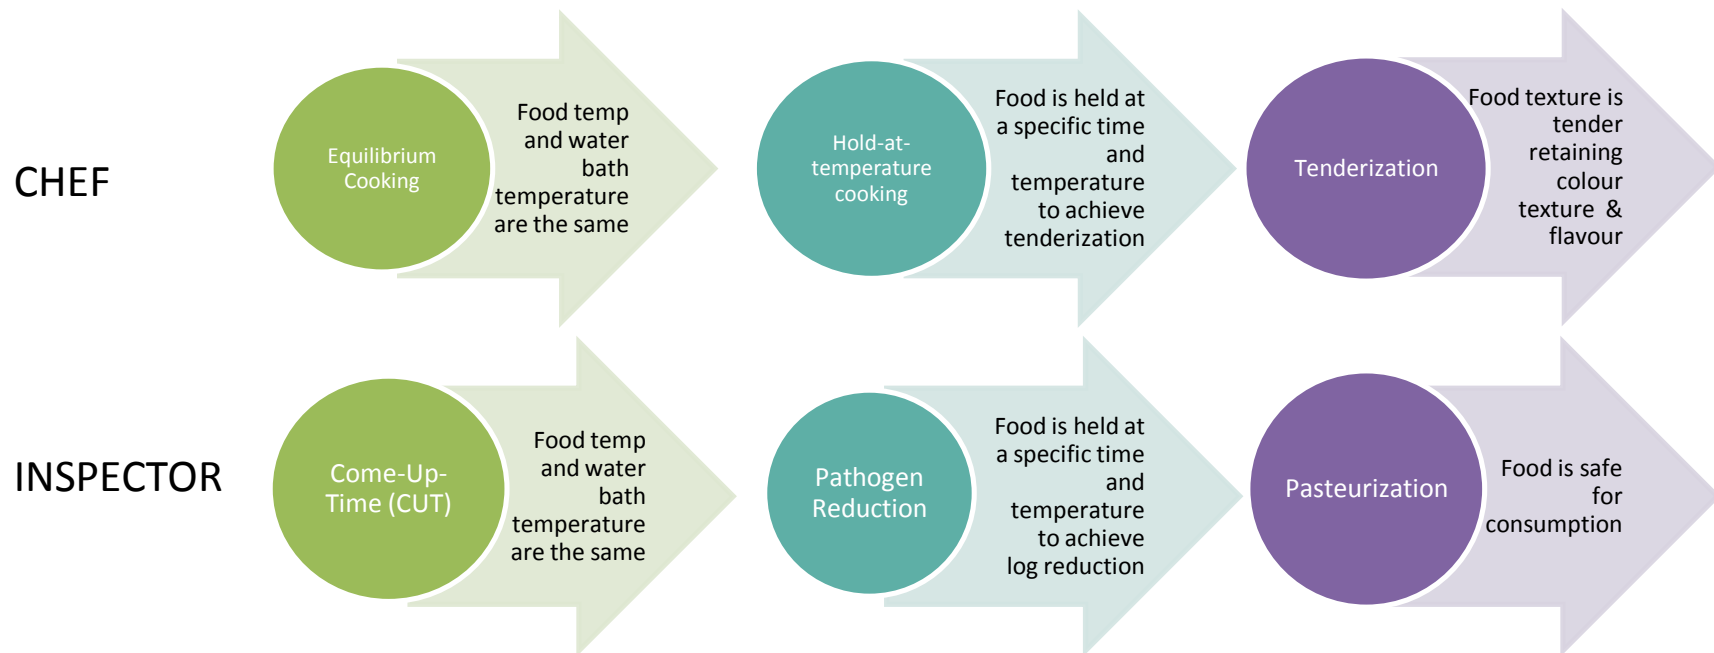 CHEF
Equilibrium
Cooking
Food temp
and water
bath
temperature
are the same
Hold-at-
temperature
cooking
Food is held at
a specific time
and
temperature
to achieve
tenderization
Tenderization
Food texture is
tender
retaining
colour
texture &
flavour
INSPECTOR
Come-Up-
Time (CUT)
Food temp
and water
bath
temperature
are the same
Pathogen
Reduction
Food is held at
a specific time
and
temperature
to achieve
log reduction
Pasteurization
Food is safe
for
consumption